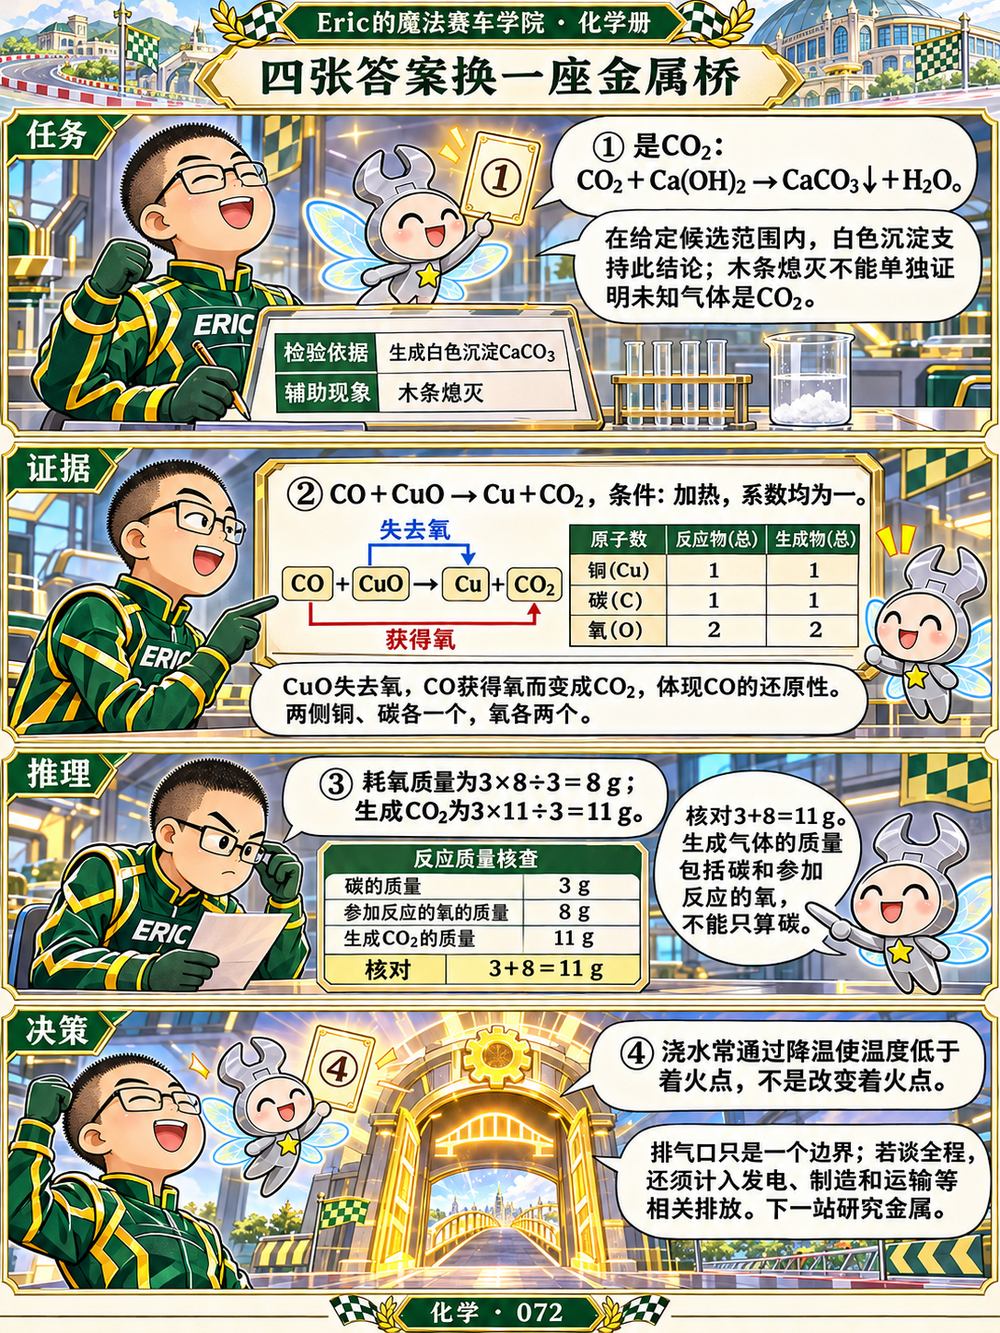 Eric的魔法赛车学院·化学册
四张答案换一座金属桥
任务
①
① 是CO₂：
CO₂＋Ca(OH)₂→CaCO₃↓＋H₂O。
在给定候选范围内，白色沉淀支
持此结论；木条熄灭不能单独证
明未知气体是CO₂。
ERIC
检验依据 生成白色沉淀CaCO₃
辅助现象 木条熄灭
证据
② CO＋CuO→Cu＋CO₂，条件：加热，系数均为一。
失去氧
CO＋CuO→Cu＋CO₂
获得氧
原子数 反应物(总) 生成物(总)
铜(Cu) 1 1
碳(C) 1 1
氧(O) 2 2
ERIC
CuO失去氧，CO获得氧而变成CO₂，体现CO的还原性。
两侧铜、碳各一个，氧各两个。
推理
③ 耗氧质量为3×8÷3＝8 g；
生成CO₂为3×11÷3＝11 g。
反应质量核查
碳的质量 3 g
参加反应的氧的质量 8 g
生成CO₂的质量 11 g
核对 3＋8＝11 g
ERIC
核对3+8=11 g。
生成气体的质量
包括碳和参加
反应的氧，
不能只算碳。
决策
④
④ 浇水常通过降温使温度低于
着火点，不是改变着火点。
排气口只是一个边界；若谈全程，
还须计入发电、制造和运输等
相关排放。下一站研究金属。
化学·072